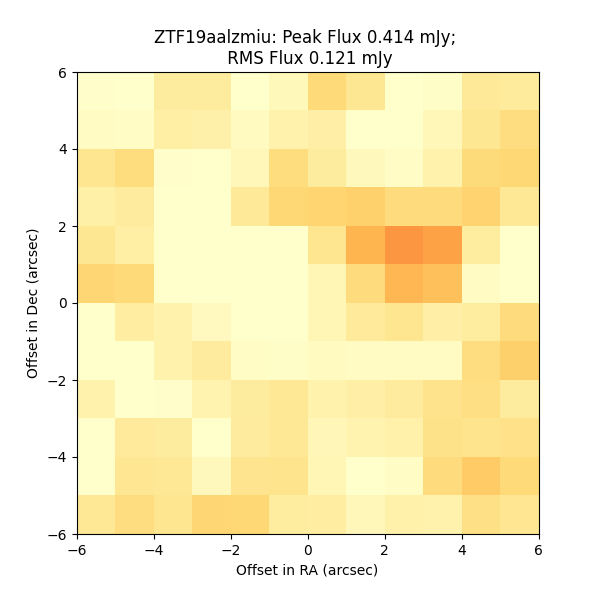 ZTF19aalzmiu: Peak Flux 0.414 mJy;
RMS Flux 0.121 mJy
6
4
2
0
−2
−4
−6
Offset in Dec (arcsec)
−6 −4 −2 0 2 4 6
Offset in RA (arcsec)